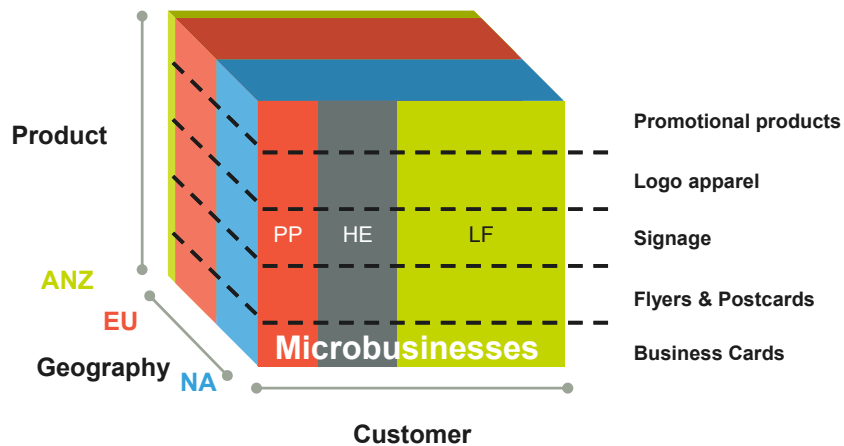 Product
ANZ
EU
Geography
NA
PP
HE
LF
Microbusinesses
Customer
Promotional products
Logo apparel
Signage
Flyers & Postcards
Business Cards